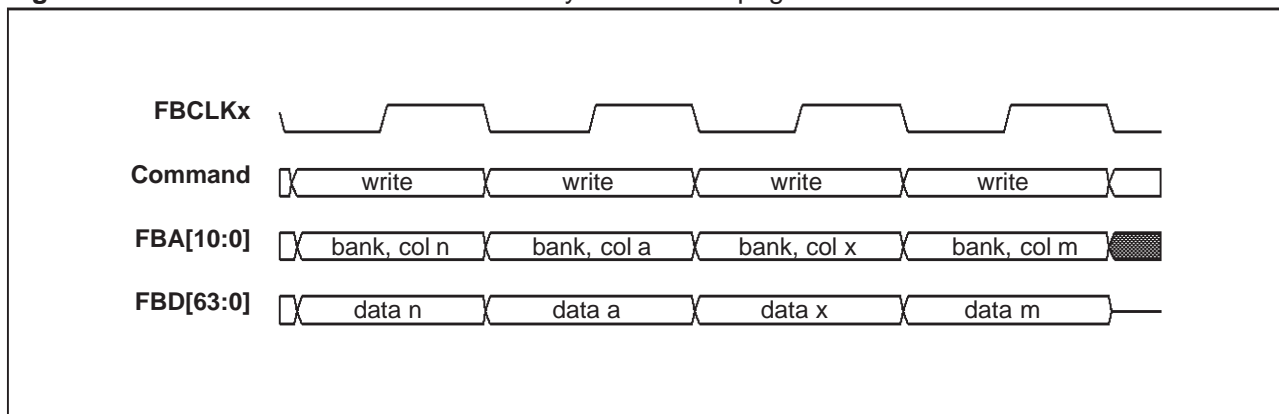 FBCLKx
Command write write write write
FBA[10:0] bank, col n bank, col a bank, col x bank, col m
FBD[63:0] data n data a data x data m